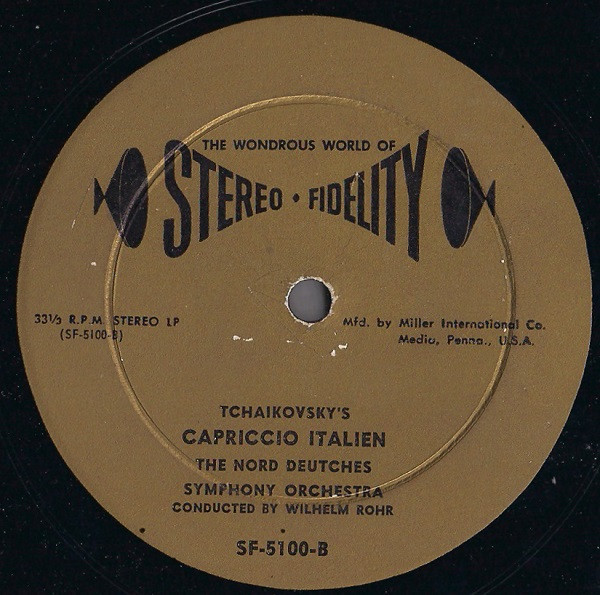 THE WONDROUS WORLD OF
STEREO • FIDELITY
33⅓ R.P.M. STEREO LP
(SF-5100-B)
Mfd. by Miller International Co.
Media, Penna., U.S.A.
TCHAIKOVSKY'S
CAPRICCIO ITALIEN
THE NORD DEUTCHES
SYMPHONY ORCHESTRA
CONDUCTED BY WILHELM ROHR
SF-5100-B